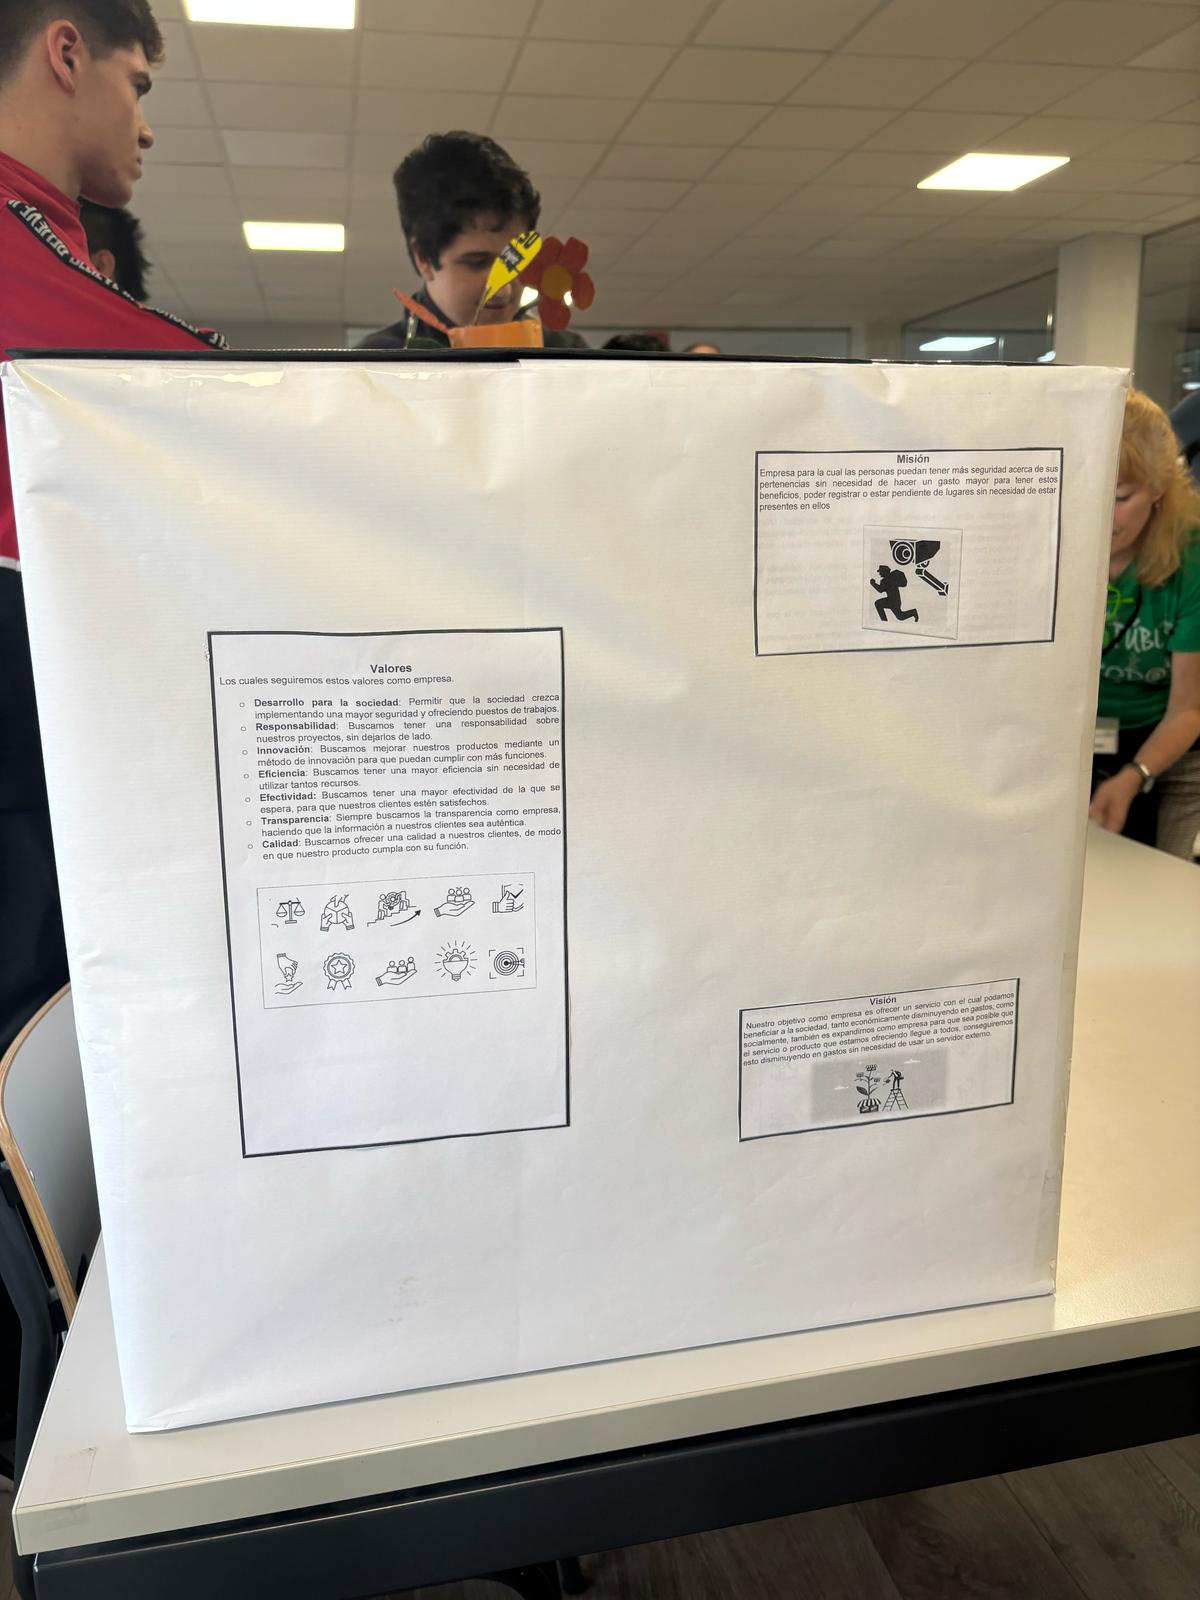 Misión
Empresa para la cual las personas puedan tener más seguridad acerca de sus
pertenencias sin necesidad de hacer un gasto mayor para tener estos
beneficios, poder registrar o estar pendiente de lugares sin necesidad de estar
presentes en ellos
Valores
Los cuales seguiremos estos valores como empresa.
Desarrollo para la sociedad: Permitir que la sociedad crezca
implementando una mayor seguridad y ofreciendo puestos de trabajos.
Responsabilidad: Buscamos tener una responsabilidad sobre
nuestros proyectos, sin dejarlos de lado.
Innovación: Buscamos mejorar nuestros productos mediante un
método de innovación para que puedan cumplir con más funciones.
Eficiencia: Buscamos tener una mayor eficiencia sin necesidad de
utilizar tantos recursos.
Efectividad: Buscamos tener una mayor efectividad de la que se
espera, para que nuestros clientes estén satisfechos.
Transparencia: Siempre buscamos la transparencia como empresa,
haciendo que la información a nuestros clientes sea auténtica.
Calidad: Buscamos ofrecer una calidad a nuestros clientes, de modo
en que nuestro producto cumpla con su función.
Visión
Nuestro objetivo como empresa es ofrecer un servicio con el cual podamos
beneficiar a la sociedad, tanto económicamente disminuyendo en gastos, como
socialmente, también es expandirnos como empresa para que sea posible que
el servicio o producto que estamos ofreciendo llegue a todos, conseguiremos
esto disminuyendo en gastos sin necesidad de usar un servidor externo.